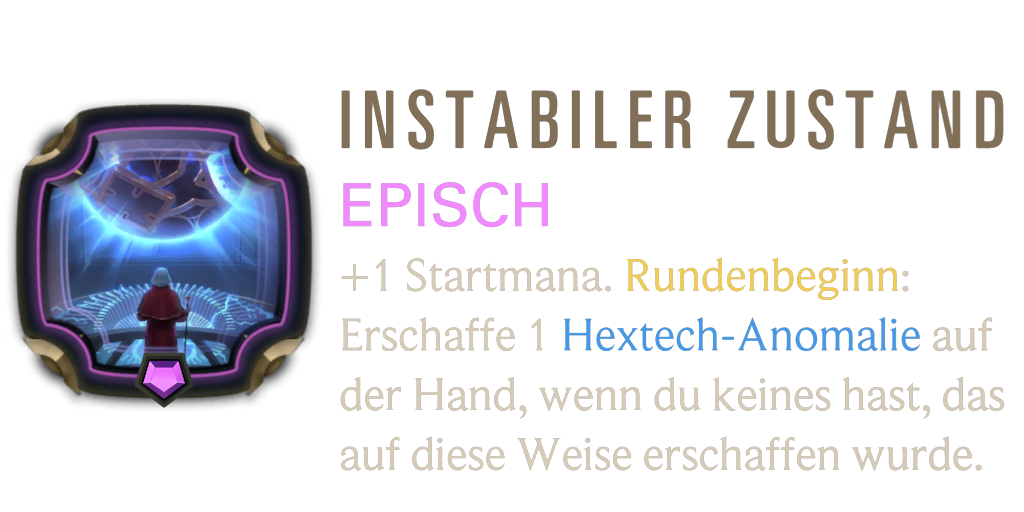 INSTABILER ZUSTAND
EPISCH
+1 Startmana. Rundenbeginn:
Erschaffe 1 Hextech-Anomalie auf
der Hand, wenn du keines hast, das
auf diese Weise erschaffen wurde.